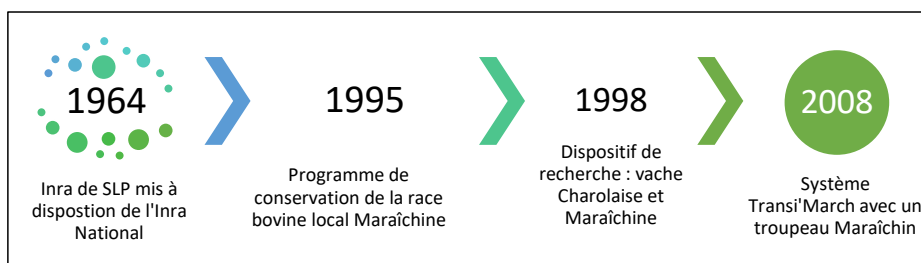 1964
Inra de SLP mis à
dispostion de l'Inra
National
1995
Programme de
conservation de la race
bovine local Maraîchine
1998
Dispositif de
recherche : vache
Charolaise et
Maraîchine
2008
Système
Transi'March avec un
troupeau Maraîchin